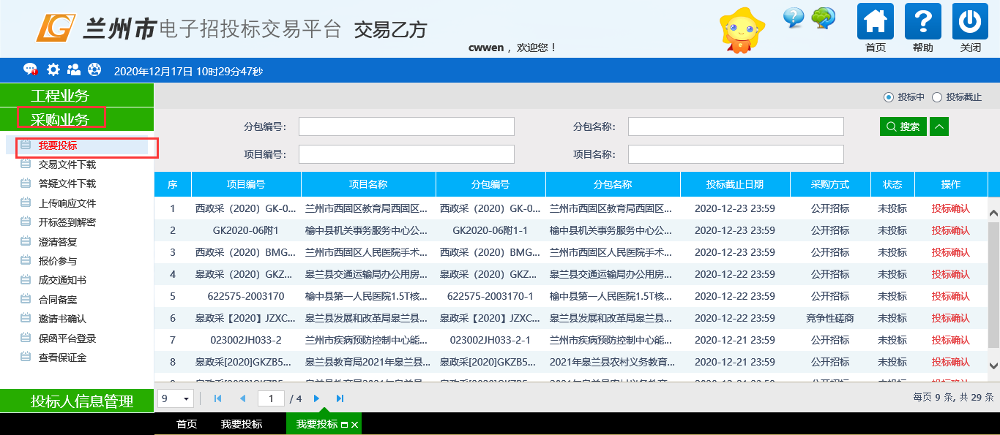 兰州市电子招投标交易平台 交易乙方
cwwen ，欢迎您！
首页 帮助 关闭
2020年12月17日 10时29分47秒
工程业务
采购业务
我要投标
交易文件下载
答疑文件下载
上传响应文件
开标签到解密
澄清答复
报价参与
成交通知书
合同备案
邀请书确认
保函平台登录
查看保证金
投标人信息管理
投标中 投标截止
分包编号: 分包名称: 搜索
项目编号: 项目名称:
序 项目编号 项目名称 分包编号 分包名称 投标截止日期 采购方式 状态 操作
1 西政采（2020）GK-0... 兰州市西固区教育局西固区... 西政采（2020）GK-0... 兰州市西固区教育局西固区... 2020-12-23 23:59 公开招标 未投标 投标确认
2 GK2020-06附1 榆中县机关事务服务中心公... GK2020-06附1-1 榆中县机关事务服务中心公... 2020-12-23 23:59 公开招标 未投标 投标确认
3 西政采（2020）BMG... 兰州市西固区人民医院手术... 西政采（2020）BMG... 兰州市西固区人民医院手术... 2020-12-23 23:59 公开招标 未投标 投标确认
4 皋政采（2020）GKZ... 皋兰县交通运输局办公用房... 皋政采（2020）GKZ... 皋兰县交通运输局办公用房... 2020-12-22 23:59 公开招标 未投标 投标确认
5 622575-2003170 榆中县第一人民医院1.5T核... 622575-2003170-1 榆中县第一人民医院1.5T核... 2020-12-22 23:59 公开招标 未投标 投标确认
6 皋政采【2020】JZXC... 皋兰县发展和改革局皋兰县... 皋政采【2020】JZXC... 皋兰县发展和改革局皋兰县... 2020-12-22 23:59 竞争性磋商 未投标 投标确认
7 023002JH033-2 兰州市疾病预防控制中心能... 023002JH033-2-1 兰州市疾病预防控制中心能... 2020-12-21 23:59 公开招标 未投标 投标确认
8 皋政采[2020]GKZB5... 皋兰县教育局2021年皋兰县... 皋政采[2020]GKZB5... 2021年皋兰县农村义务教育... 2020-12-21 23:59 公开招标 未投标 投标确认
9 1 / 4 每页 9 条, 共 29 条
首页 我要投标 我要投标